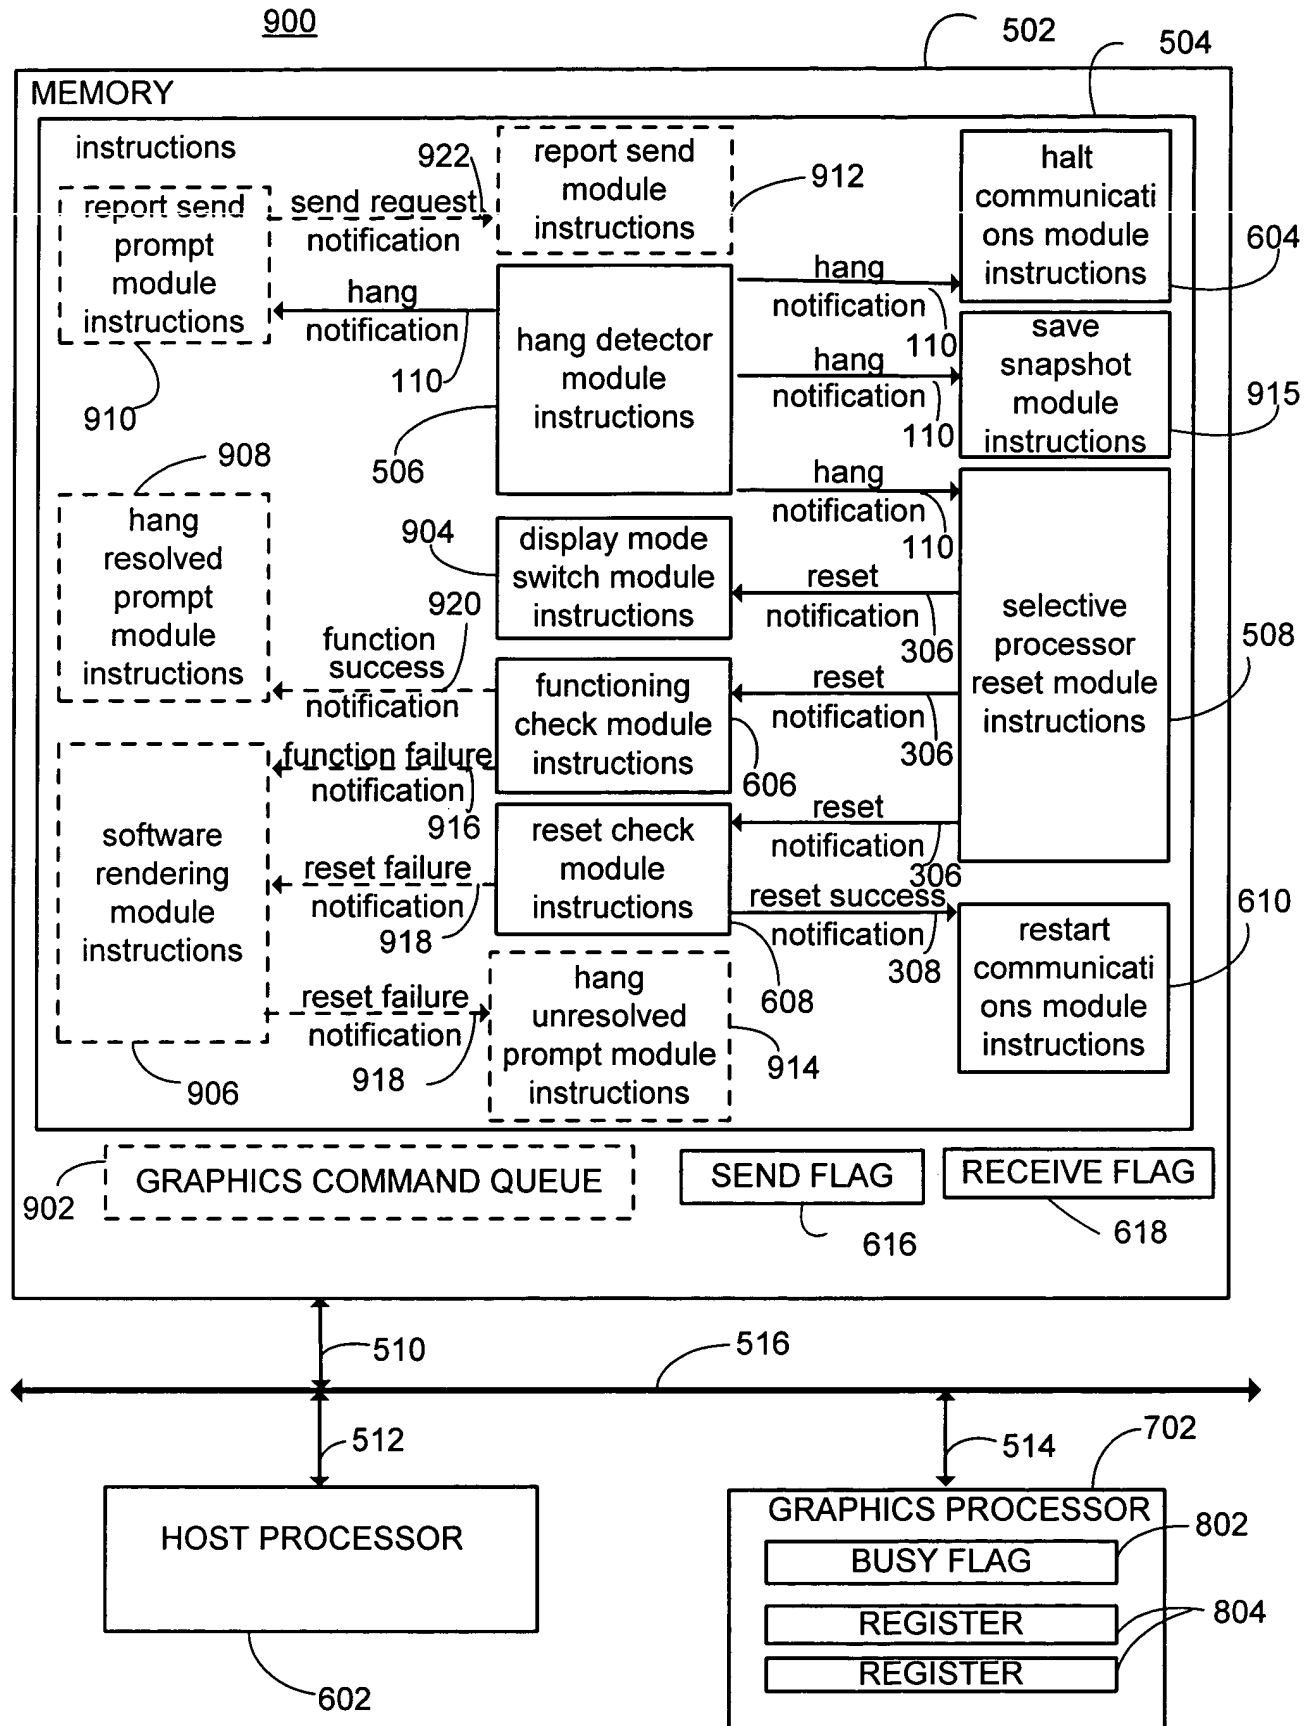 900
502
504
MEMORY
instructions
report send
prompt
module
instructions
910
922
send request
notification
report send
module
instructions
912
halt
communicati
ons module
instructions
604
hang
notification
110
hang detector
module
instructions
506
hang
notification
110
hang
notification
110
save
snapshot
module
instructions
915
hang
notification
110
908
hang
resolved
prompt
module
instructions
904
display mode
switch module
instructions
reset
notification
306
selective
processor
reset module
instructions
508
920
function
success
notification
functioning
check module
instructions
606
reset
notification
306
function failure
notification
916
software
rendering
module
instructions
906
reset failure
notification
918
reset check
module
instructions
608
reset
notification
306
reset success
notification
308
restart
communicati
ons module
instructions
610
reset failure
notification
918
hang
unresolved
prompt module
instructions
914
902
GRAPHICS COMMAND QUEUE
SEND FLAG
616
RECEIVE FLAG
618
510
516
512
514
702
HOST PROCESSOR
602
GRAPHICS PROCESSOR
BUSY FLAG
802
REGISTER
804
REGISTER